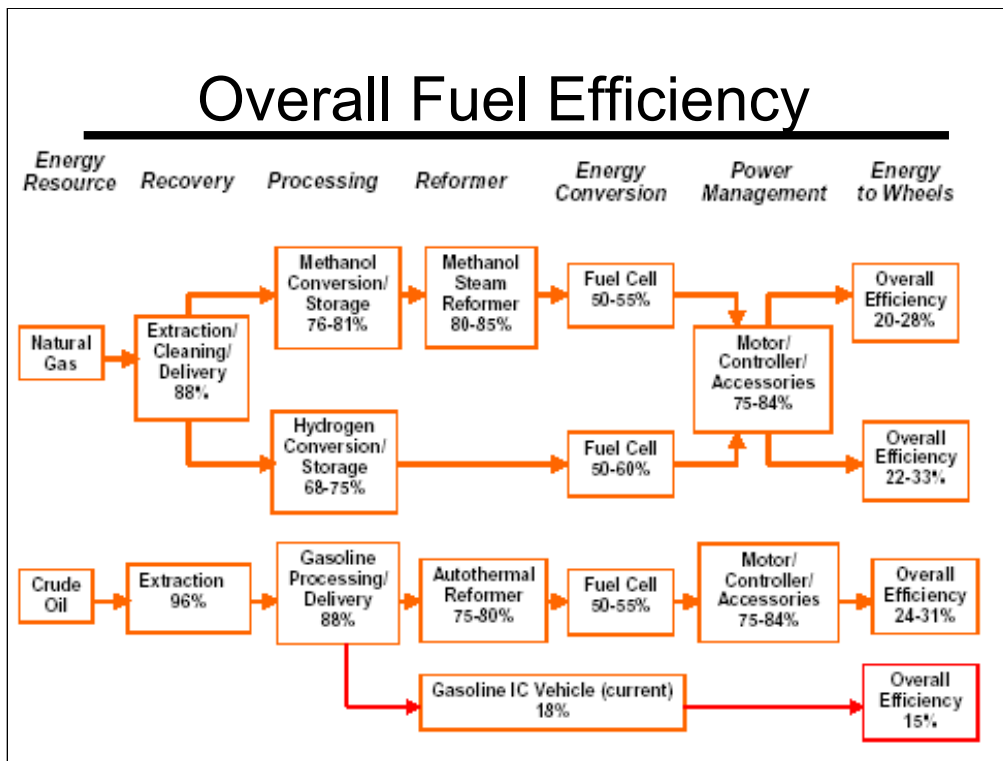 Overall Fuel Efficiency
Energy
Resource
Recovery
Processing
Reformer
Energy
Conversion
Power
Management
Energy
to Wheels
Natural
Gas
Extraction/
Cleaning/
Delivery
88%
Methanol
Conversion/
Storage
76-81%
Methanol
Steam
Reformer
80-85%
Fuel Cell
50-55%
Hydrogen
Conversion/
Storage
68-75%
Fuel Cell
50-60%
Motor/
Controller/
Accessories
75-84%
Overall
Efficiency
20-28%
Overall
Efficiency
22-33%
Crude
Oil
Extraction
96%
Gasoline
Processing/
Delivery
88%
Autothermal
Reformer
75-80%
Fuel Cell
50-55%
Motor/
Controller/
Accessories
75-84%
Overall
Efficiency
24-31%
Gasoline IC Vehicle (current)
18%
Overall
Efficiency
15%